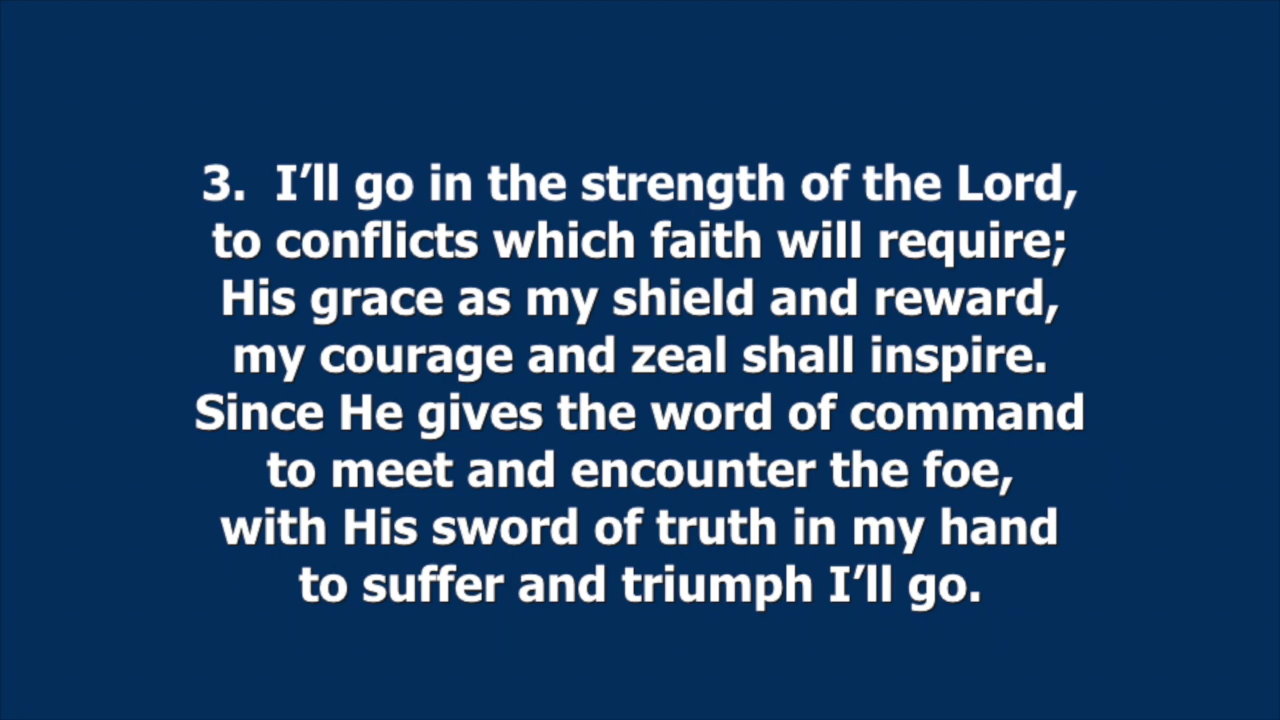 3.  I’ll go in the strength of the Lord,
to conflicts which faith will require;
His grace as my shield and reward,
my courage and zeal shall inspire.
Since He gives the word of command
to meet and encounter the foe,
with His sword of truth in my hand
to suffer and triumph I’ll go.